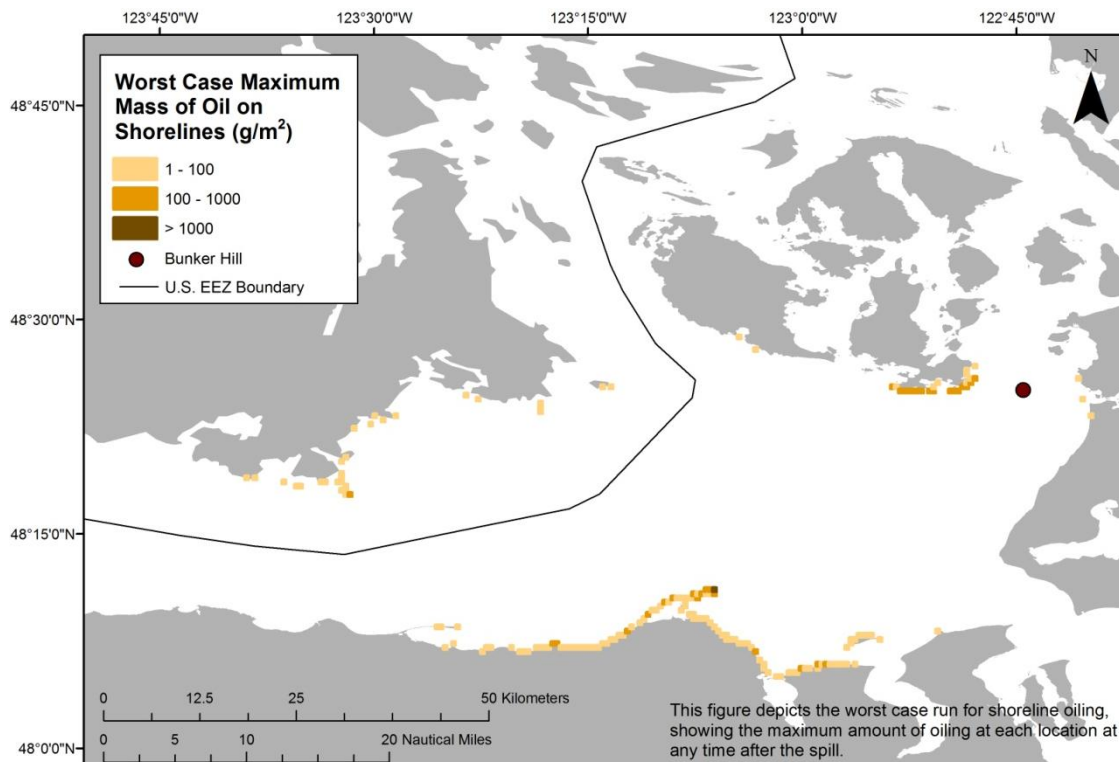 123°45'0"W 123°30'0"W 123°15'0"W 123°0'0"W 122°45'0"W
N
Worst Case Maximum
Mass of Oil on
Shorelines (g/m²)
1 - 100
100 - 1000
> 1000
Bunker Hill
U.S. EEZ Boundary
48°45'0"N
48°30'0"N
48°15'0"N
48°0'0"N
0 12.5 25 50 Kilometers
0 5 10 20 Nautical Miles
This figure depicts the worst case run for shoreline oiling,
showing the maximum amount of oiling at each location at
any time after the spill.